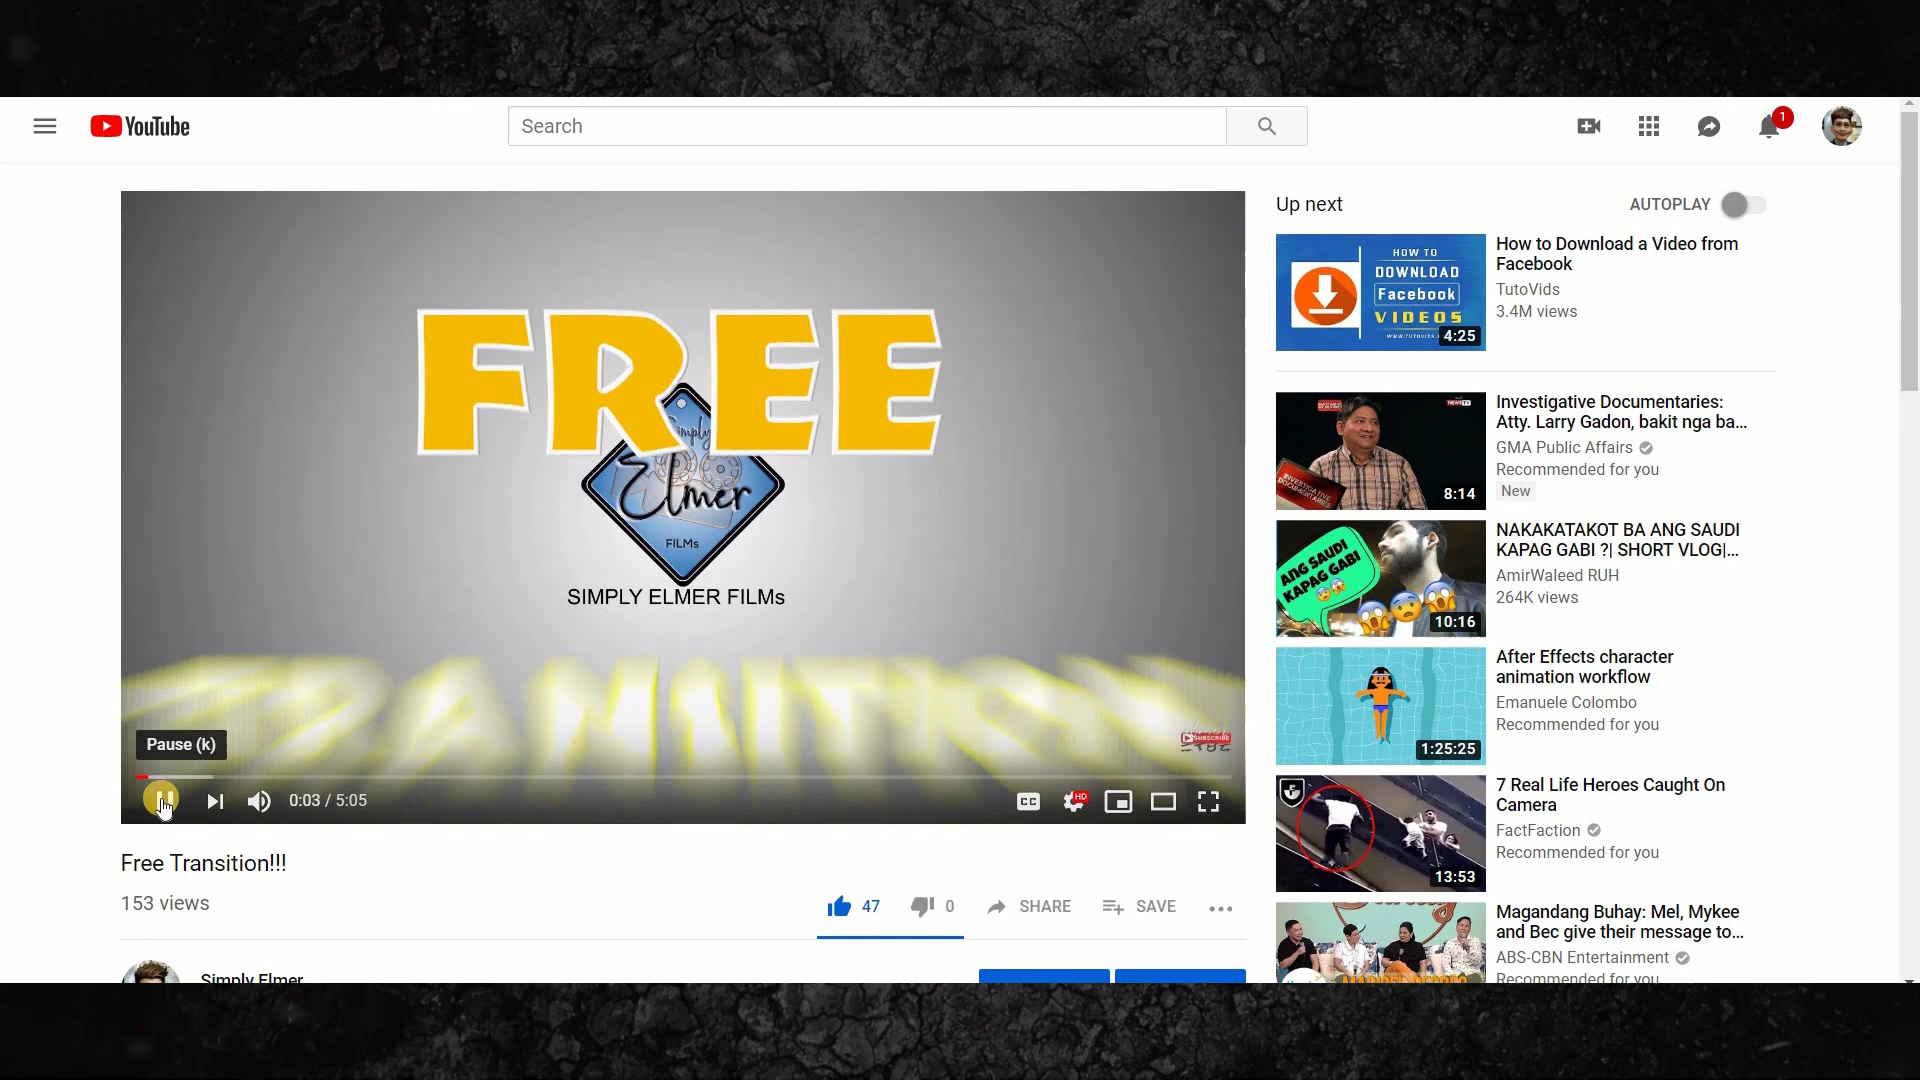 YouTube
Search
1
FREE
Elmer
FILMs
SIMPLY ELMER FILMs
SUBSCRIBE
Pause (k)
0:03 / 5:05
CC
HD
Free Transition!!!
153 views
47
0
SHARE
SAVE
Simply Elmer
Up next
AUTOPLAY
HOW TO
DOWNLOAD
Facebook
VIDEOS
4:25
How to Download a Video from
Facebook
TutoVids
3.4M views
NEWSTV
INVESTIGATIVE
DOCUMENTARIES
8:14
Investigative Documentaries:
Atty. Larry Gadon, bakit nga ba...
GMA Public Affairs
Recommended for you
New
ANG SAUDI
KAPAG GABI
10:16
NAKAKATAKOT BA ANG SAUDI
KAPAG GABI ?| SHORT VLOG|...
AmirWaleed RUH
264K views
1:25:25
After Effects character
animation workflow
Emanuele Colombo
Recommended for you
13:53
7 Real Life Heroes Caught On
Camera
FactFaction
Recommended for you
Magandang Buhay: Mel, Mykee
and Bec give their message to...
ABS-CBN Entertainment
Recommended for you